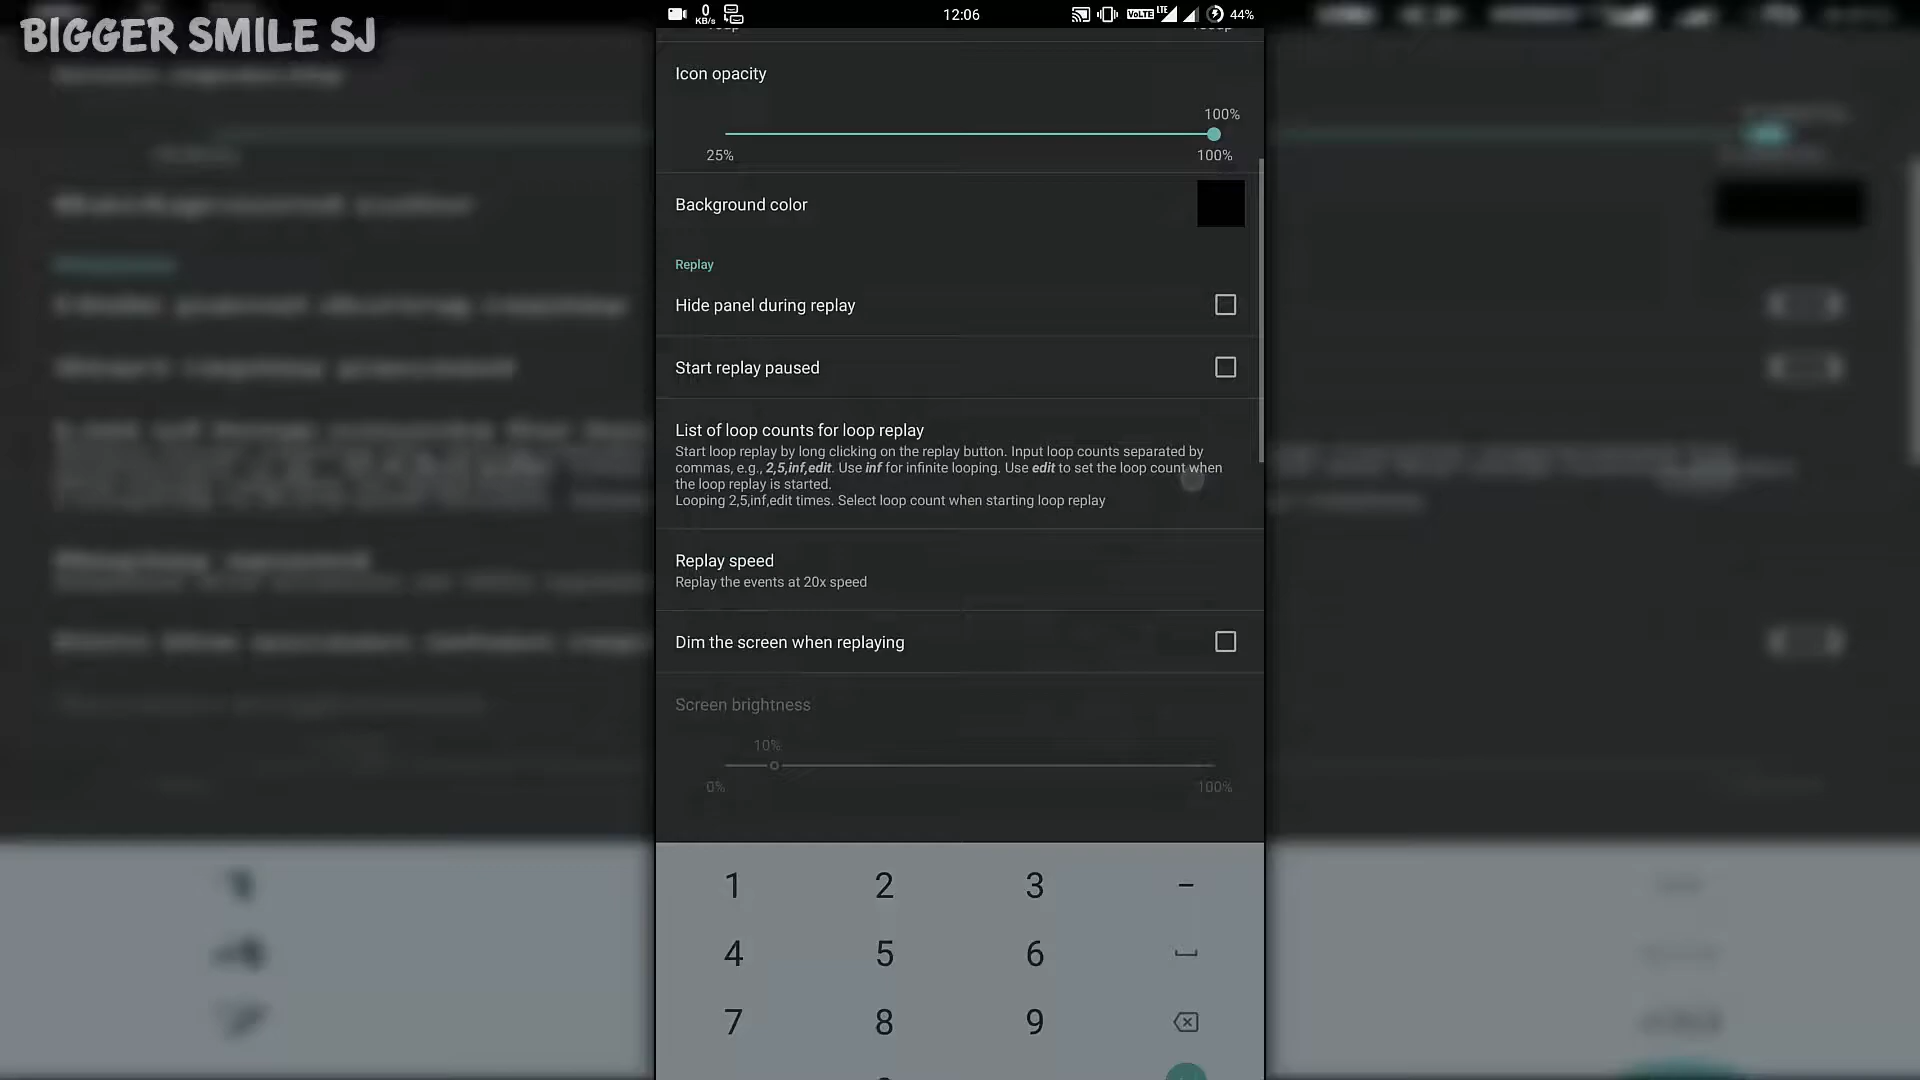 BIGGER SMILE SJ
0
KB/s
12:06
VoLTE
LTE
44%
Icon opacity
100%
25%
100%
Background color
Replay
Hide panel during replay
Start replay paused
List of loop counts for loop replay
Start loop replay by long clicking on the replay button. Input loop counts separated by
commas, e.g., 2,5,inf,edit. Use inf for infinite looping. Use edit to set the loop count when
the loop replay is started.
Looping 2,5,inf,edit times. Select loop count when starting loop replay
Replay speed
Replay the events at 20x speed
Dim the screen when replaying
Screen brightness
10%
0%
100%
1 2 3 –
4 5 6
7 8 9